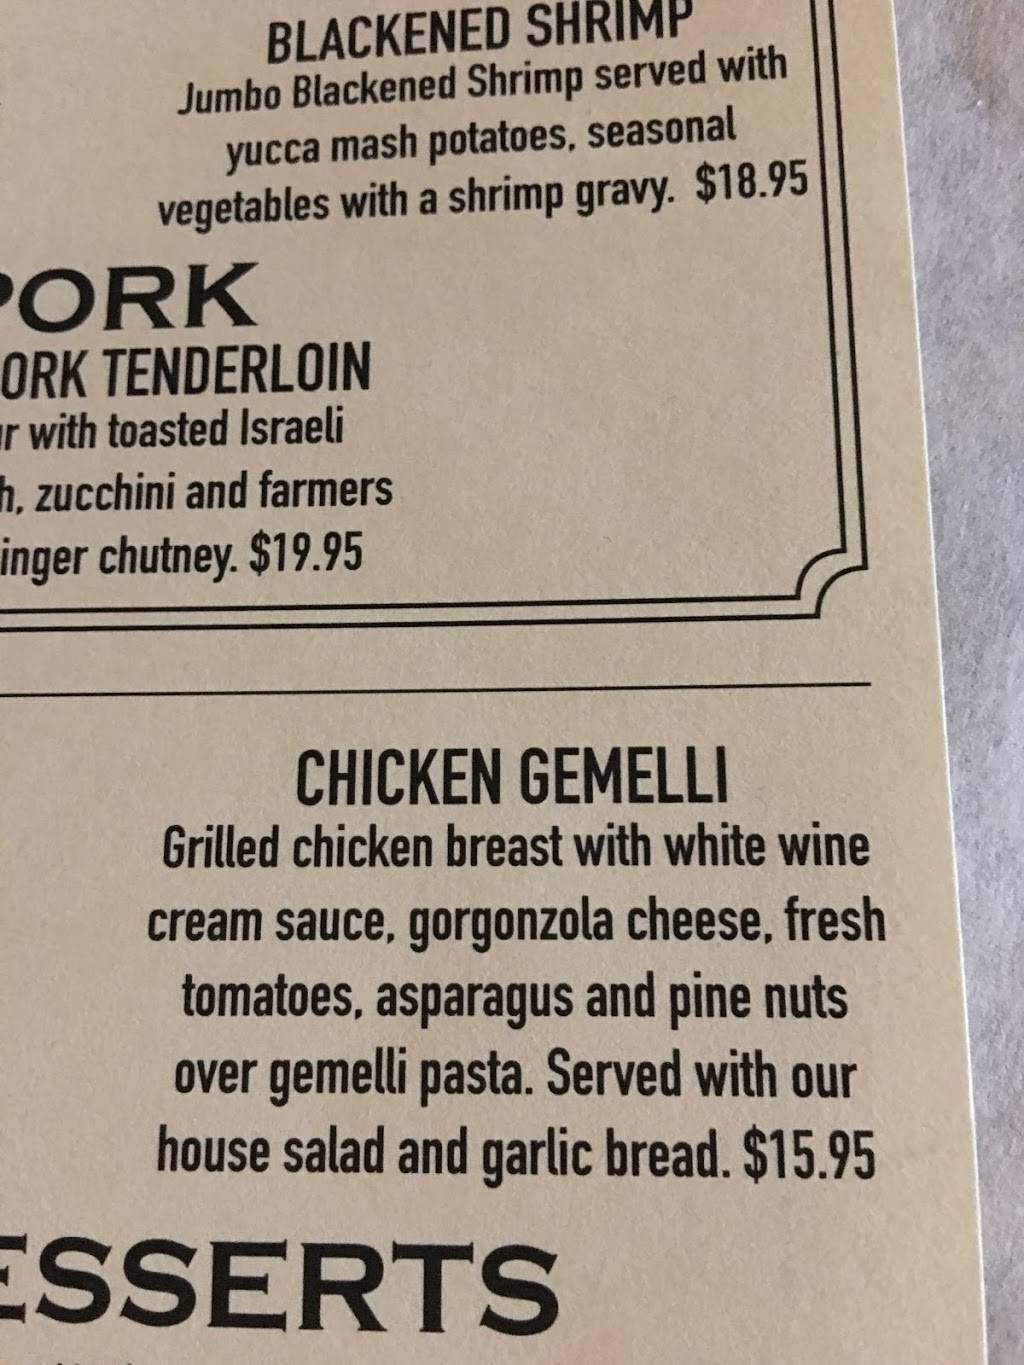 BLACKENED SHRIMP
Jumbo Blackened Shrimp served with
yucca mash potatoes, seasonal
vegetables with a shrimp gravy. $18.95
PORK
ORK TENDERLOIN
with toasted Israeli
zucchini and farmers
inger chutney. $19.95
CHICKEN GEMELLI
Grilled chicken breast with white wine
cream sauce, gorgonzola cheese, fresh
tomatoes, asparagus and pine nuts
over gemelli pasta. Served with our
house salad and garlic bread. $15.95
ESSERTS